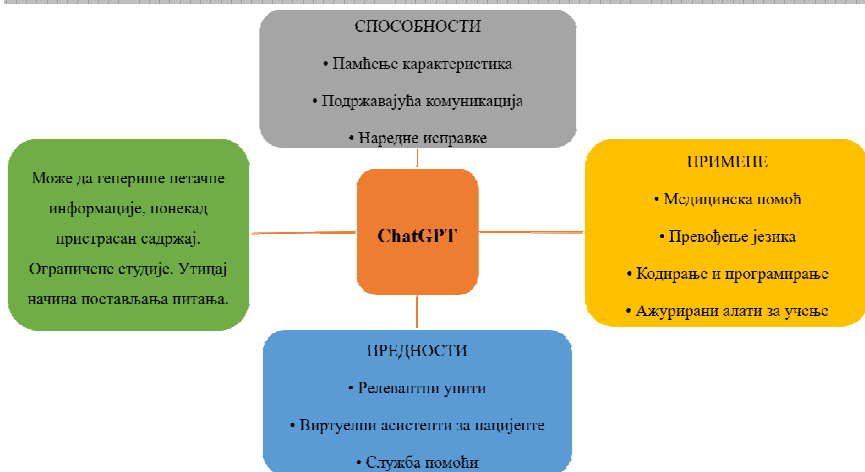 СПОСОБНОСТИ
• Памћење карактеристика
• Подржавајућа комуникација
• Наредне исправке
Може да генерише нетачне
информације, понекад
пристрасан садржај.
Ограничене студије. Утицај
начина постављања питања.
ChatGPT
ПРИМЕНЕ
• Медицинска помоћ
• Превођење језика
• Кодирање и програмирање
• Ажурирани алати за учење
ПРЕДНОСТИ
• Релевантни упити
• Виртуелни асистенти за пацијенте
• Служба помоћи